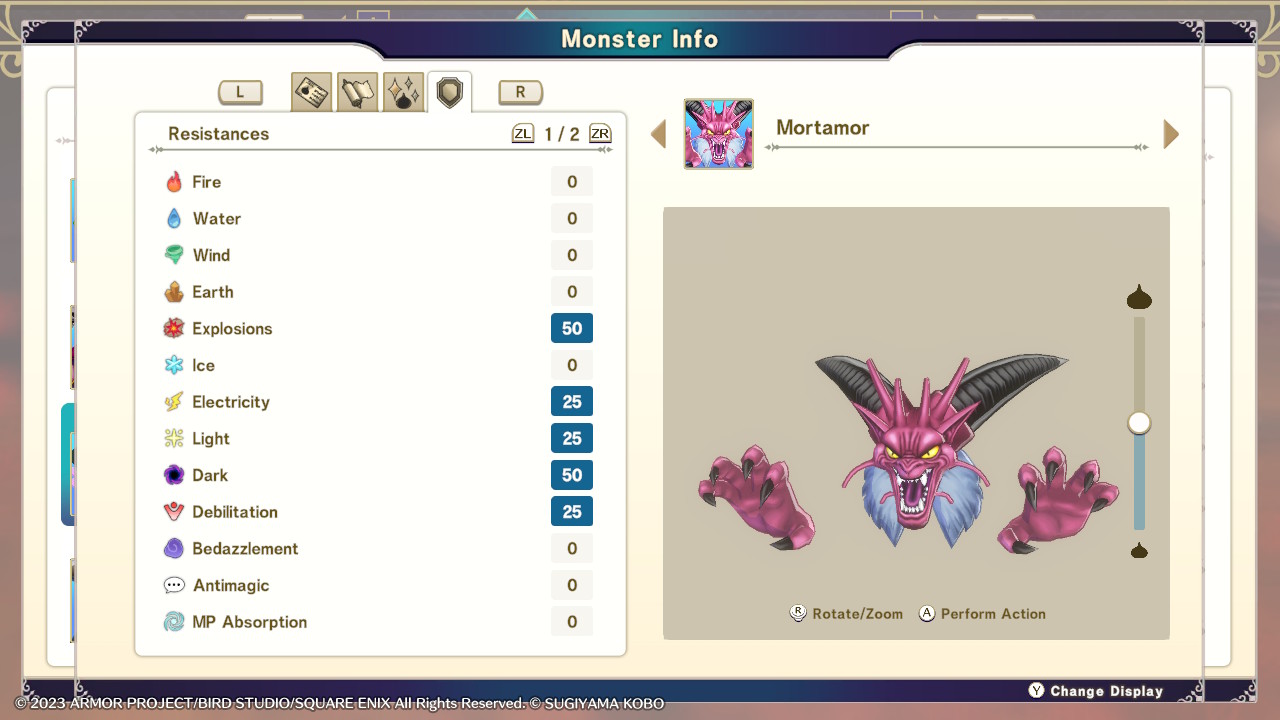 Monster Info
L
R
Resistances
ZL 1 / 2 ZR
Fire 0
Water 0
Wind 0
Earth 0
Explosions 50
Ice 0
Electricity 25
Light 25
Dark 50
Debilitation 25
Bedazzlement 0
Antimagic 0
MP Absorption 0
Mortamor
R Rotate/Zoom A Perform Action
Y Change Display
© 2023 ARMOR PROJECT/BIRD STUDIO/SQUARE ENIX All Rights Reserved. © SUGIYAMA KOBO